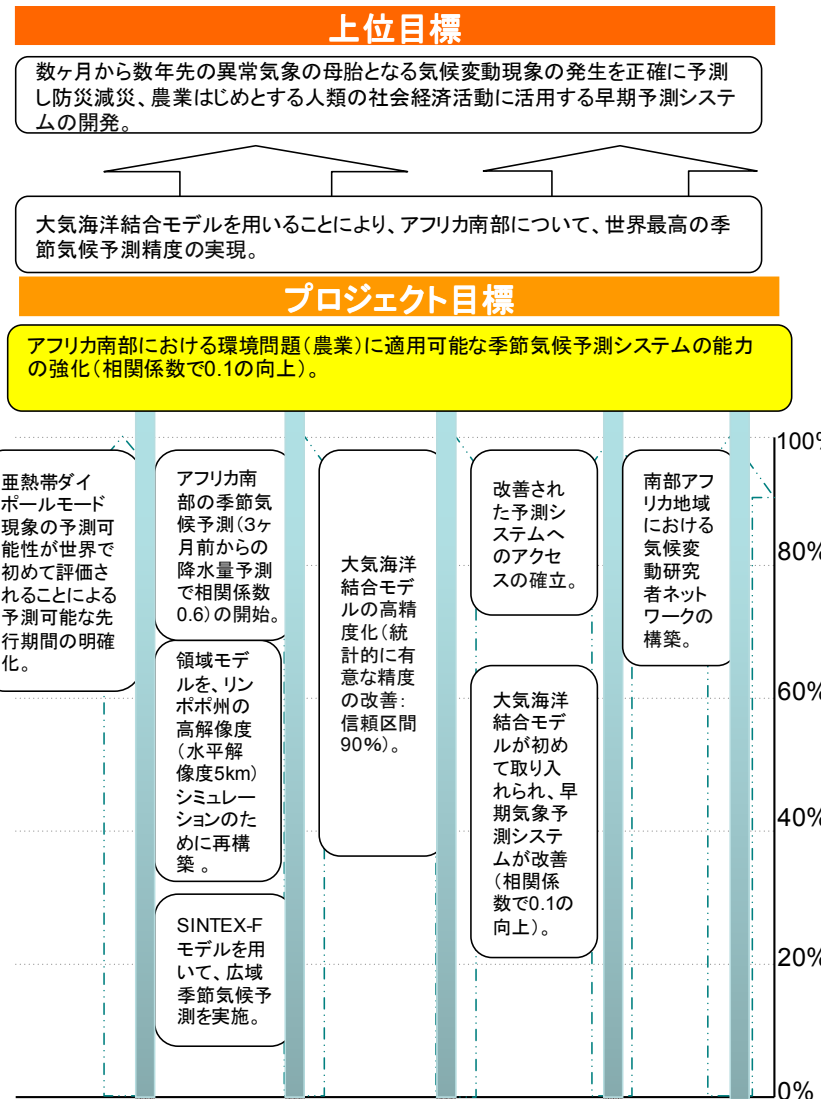 上位目標
数ヶ月から数年先の異常気象の母胎となる気候変動現象の発生を正確に予測
し防災減災、農業はじめとする人類の社会経済活動に活用する早期予測システ
ムの開発。
大気海洋結合モデルを用いることにより、アフリカ南部について、世界最高の季
節気候予測精度の実現。
プロジェクト目標
アフリカ南部における環境問題(農業)に適用可能な季節気候予測システムの能力
の強化(相関係数で0.1の向上)。
亜熱帯ダイ
ポールモード
現象の予測可
能性が世界で
初めて評価さ
れることによる
予測可能な先
行期間の明確
化。
アフリカ南
部の季節気
候予測(3ヶ
月前からの
降水量予測
で相関係数
0.6)の開始。
領域モデ
ルを、リン
ポポ州の
高解像度
(水平解
像度5km)
シミュレー
ションのた
めに再構
築 。
SINTEX-F
モデルを用
いて、広域
季節気候予
測を実施。
大気海洋
結合モデ
ルの高精
度化(統
計的に有
意な精度
の改善:
信頼区間
90%)。
改善され
た予測シ
ステムへ
のアクセ
スの確立。
大気海洋
結合モデ
ルが初め
て取り入
れられ、早
期気象予
測システ
ムが改善
(相関係
数で0.1の
向上)。
南部アフ
リカ地域
における
気候変
動研究
者ネット
ワークの
構築。
100%
80%
60%
40%
20%
0%